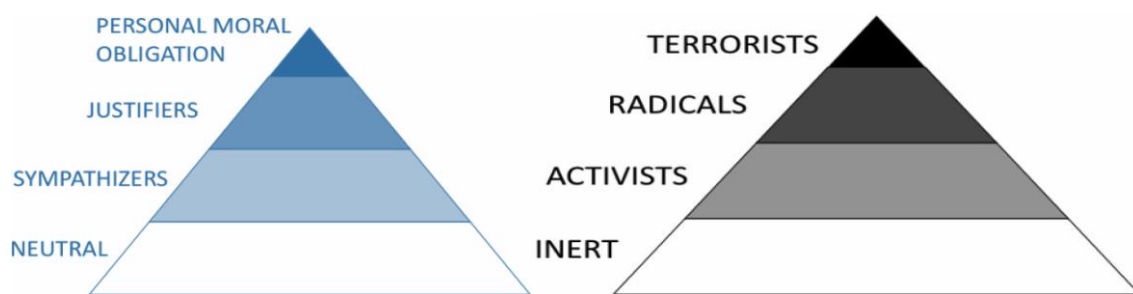 PERSONAL MORAL
OBLIGATION
JUSTIFIERS
SYMPATHIZERS
NEUTRAL
TERRORISTS
RADICALS
ACTIVISTS
INERT